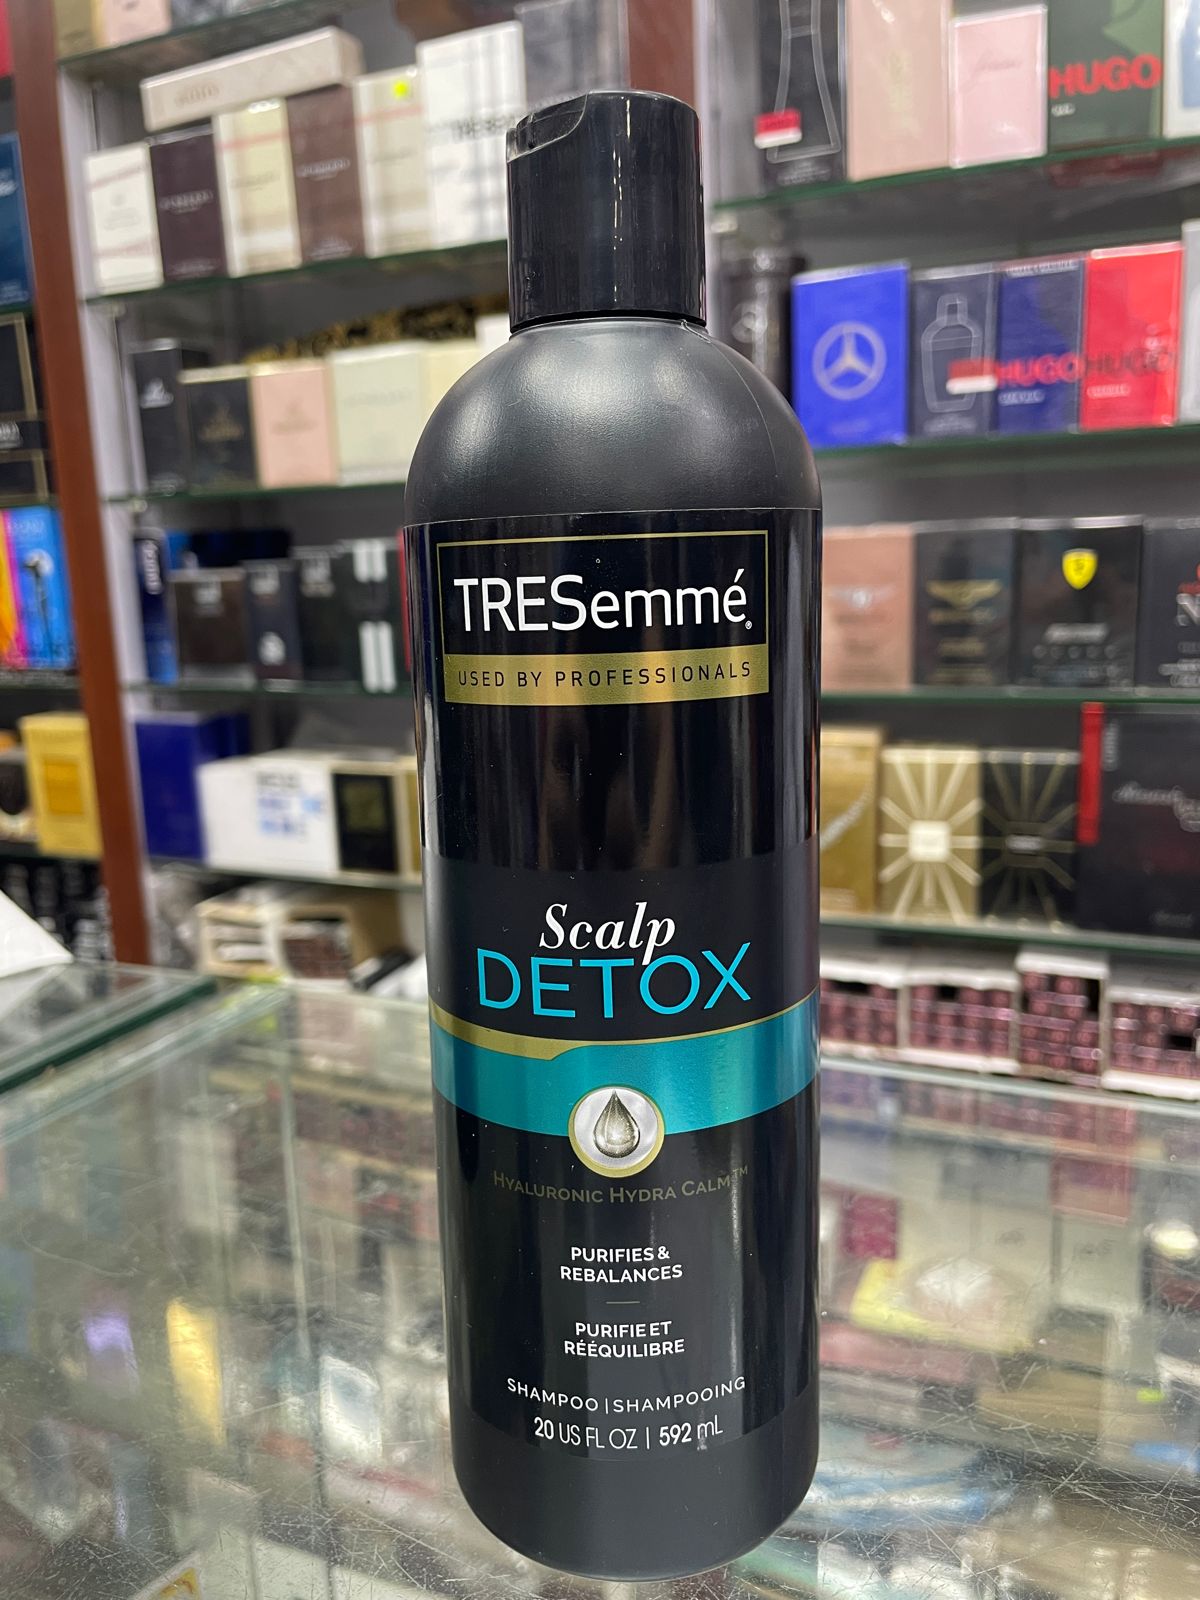 HUGO
HUGO
HUGO
TRESemmé®
USED BY PROFESSIONALS
Scalp
DETOX
HYALURONIC HYDRA CALM™
PURIFIES &
REBALANCES
PURIFIE ET
RÉÉQUILIBRE
SHAMPOO | SHAMPOOING
20 US FL OZ | 592 mL